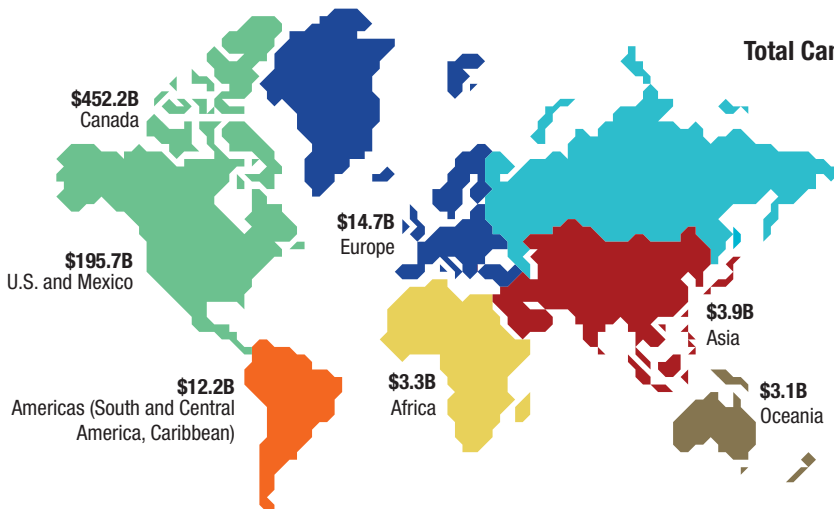 Total Car
$452.2B
Canada
$14.7B
Europe
$195.7B
U.S. and Mexico
$3.9B
Asia
$12.2B
Americas (South and Central
America, Caribbean)
$3.3B
Africa
$3.1B
Oceania